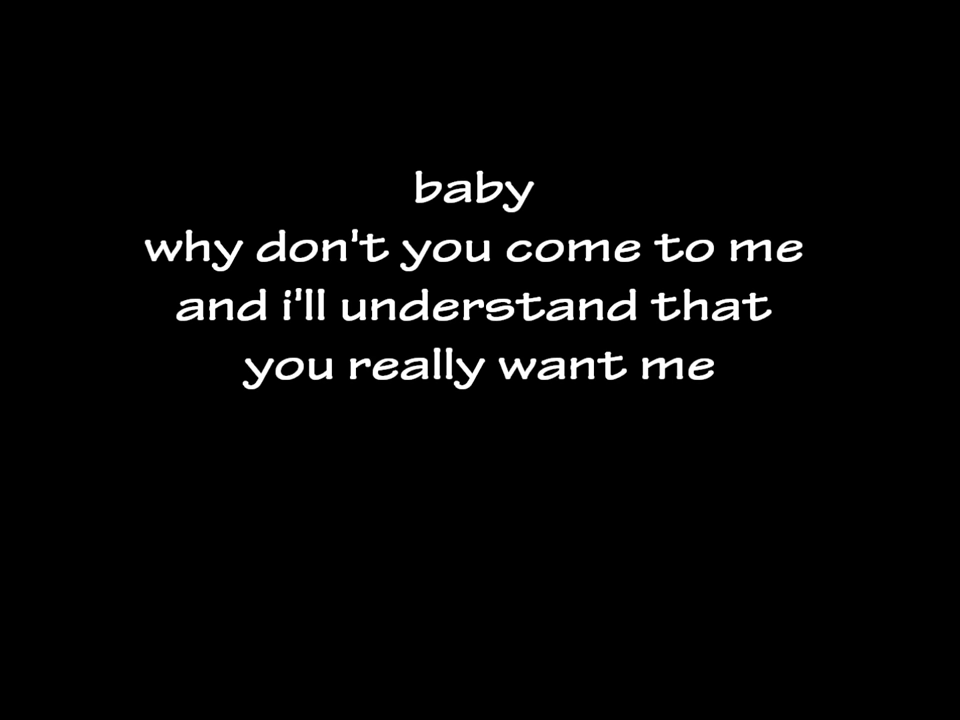 baby
why don't you come to me
and i'll understand that
you really want me